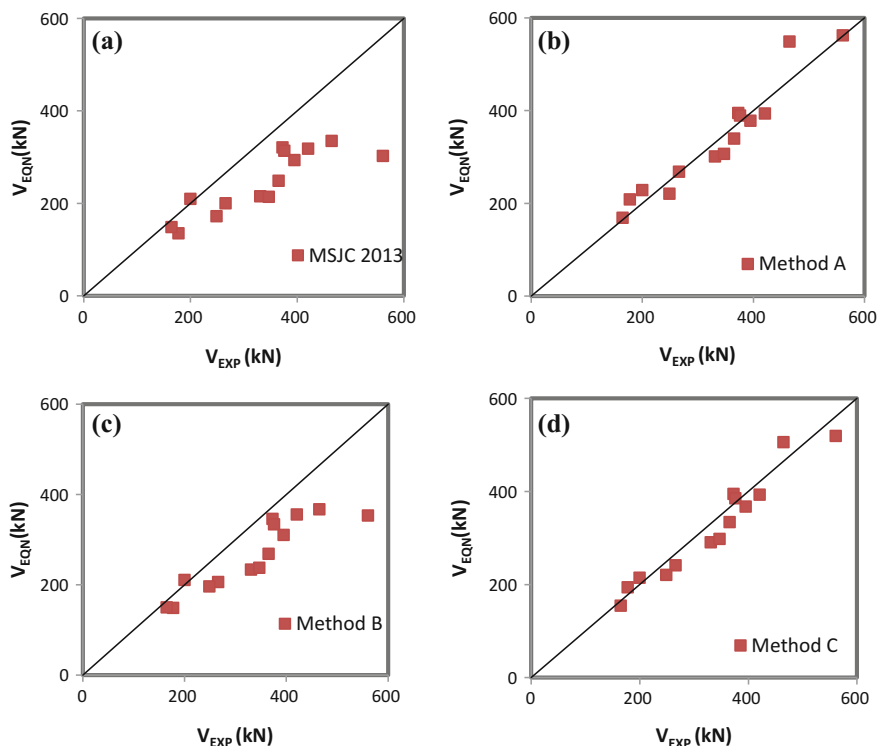 (a)
600
400
200
0
V_EQN (kN)
MSJC 2013
0 200 400 600
V_EXP (kN)
(b)
600
400
200
0
V_EQN (kN)
Method A
0 200 400 600
V_EXP (kN)
(c)
600
400
200
0
V_EQN (kN)
Method B
0 200 400 600
V_EXP (kN)
(d)
600
400
200
0
V_EQN (kN)
Method C
0 200 400 600
V_EXP (kN)